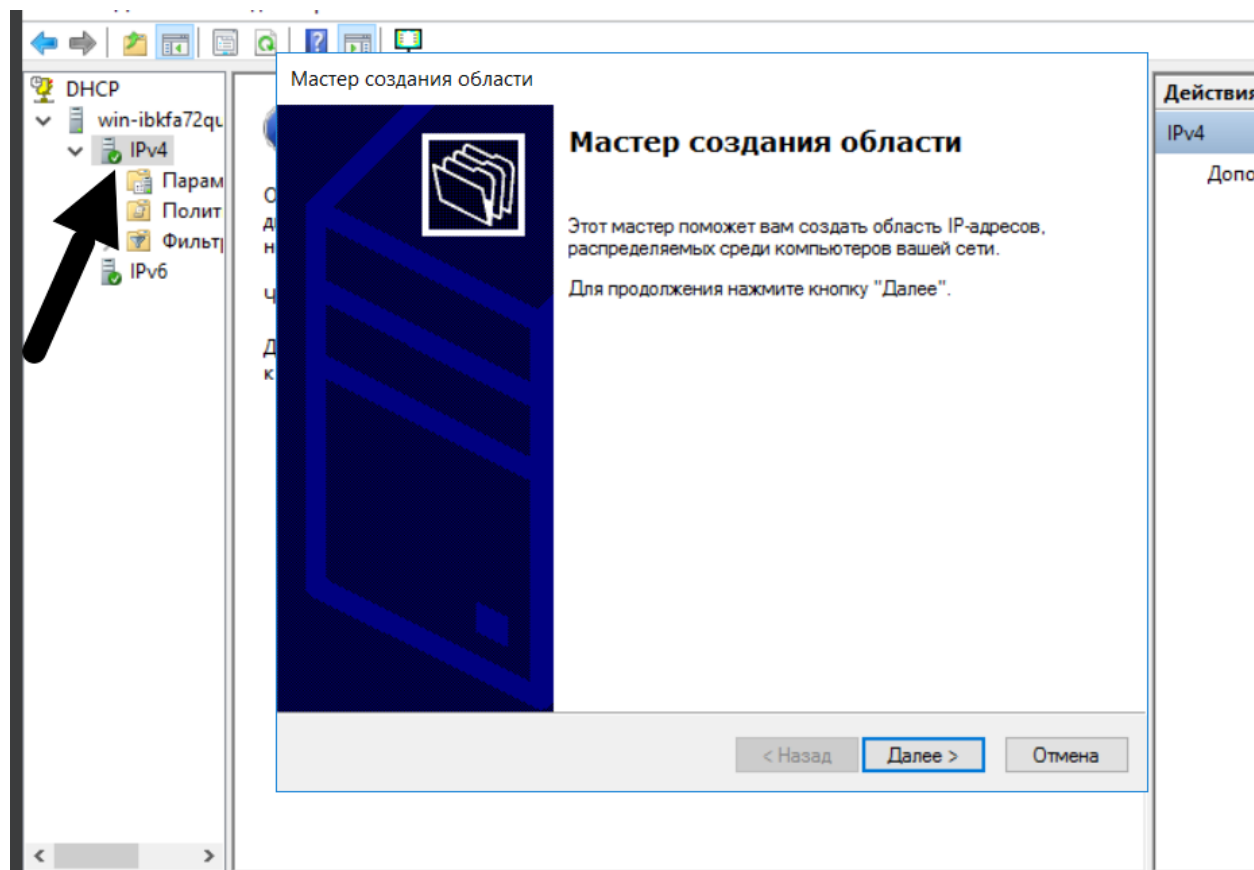 Мастер создания области
DHCP
win-ibkfa72qu
IPv4
Парам
Полит
Фильт
IPv6
Мастер создания области
Этот мастер поможет вам создать область IP-адресов,
распределяемых среди компьютеров вашей сети.
Для продолжения нажмите кнопку "Далее".
< Назад
Далее >
Отмена
Действия
IPv4
Допо